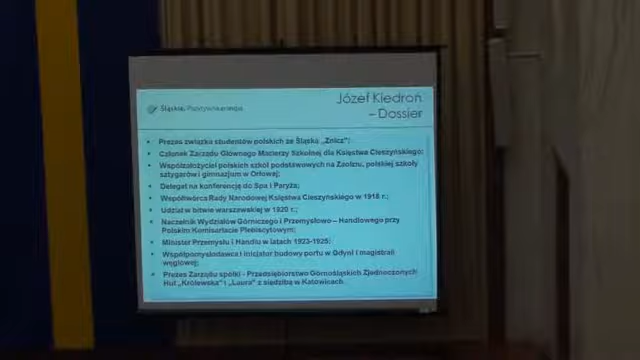 Śląska
Józef Kiedroń
– Dossier
• Prezes związku studentów polskich ze Śląska „Znicz";
• Członek Zarządu Głównego Macierzy Szkolnej dla Księstwa Cieszyńskiego;
• Współzałożyciel polskich szkół podstawowych na Zaolziu, polskiej szkoły
sztygarów i gimnazjum w Orłowej;
• Delegat na konferencję do Spa i Paryża;
• Współtwórca Rady Narodowej Księstwa Cieszyńskiego w 1918 r.;
• Udział w bitwie warszawskiej w 1920 r.;
• Naczelnik Wydziałów Górniczego i Przemysłowo – Handlowego przy
Polskim Komisariacie Plebiscytowym;
• Minister Przemysłu i Handlu w latach 1923-1925;
• Współpomysłodawca i inicjator budowy portu w Gdyni i magistrali
węglowej;
• Prezes Zarządu spółki - Przedsiębiorstwo Górnośląskich Zjednoczonych
Hut „Królewska" i „Laura" z siedzibą w Katowicach.